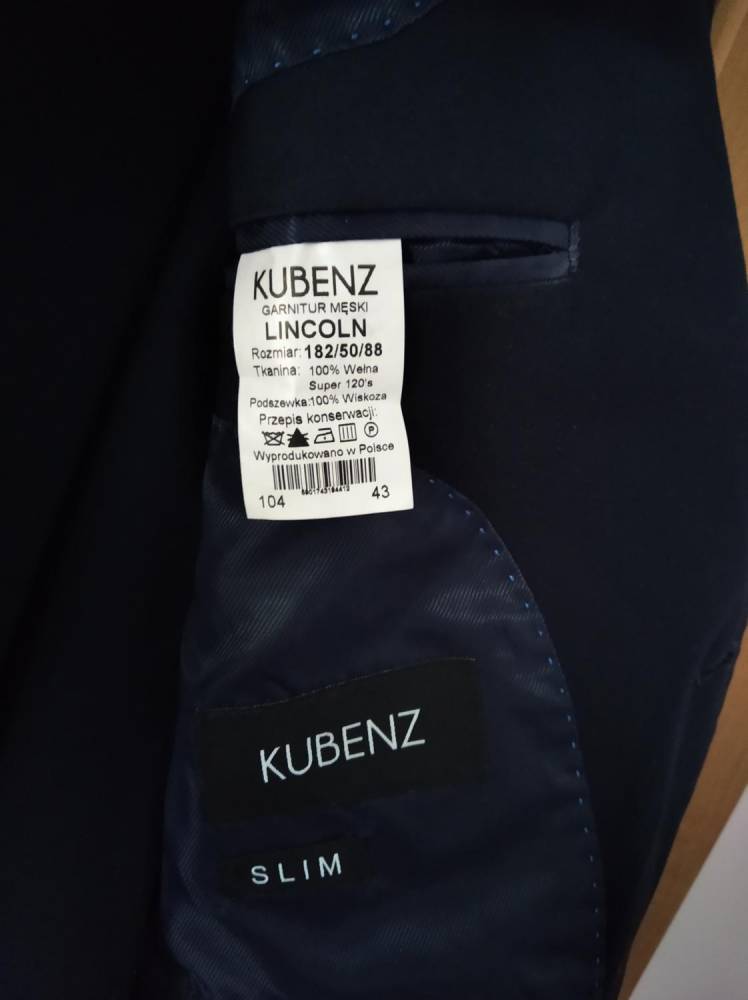 KUBENZ
GARNITUR MĘSKI
LINCOLN
Rozmiar: 182/50/88
Tkanina: 100% Wełna
Super 120's
Podszewka:100% Wiskoza
Przepis konserwacji:
P
Wyprodukowano w Polsce
104 43
KUBENZ
SLIM